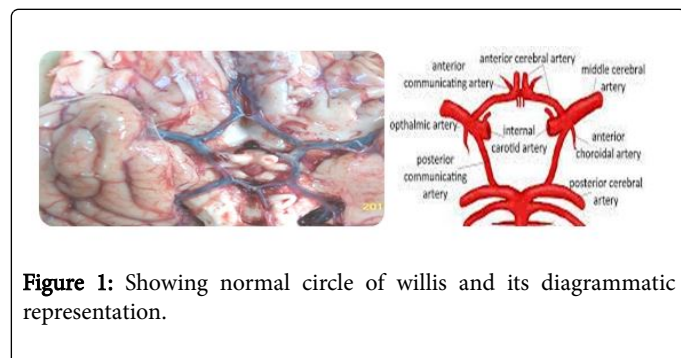 anterior
communicating artery
anterior cerebral artery
middle cerebral
artery
opthalmic artery
internal
carotid artery
anterior
choroidal artery
posterior
communicating
artery
posterior cerebral
artery
201
Figure 1: Showing normal circle of willis and its diagrammatic
representation.